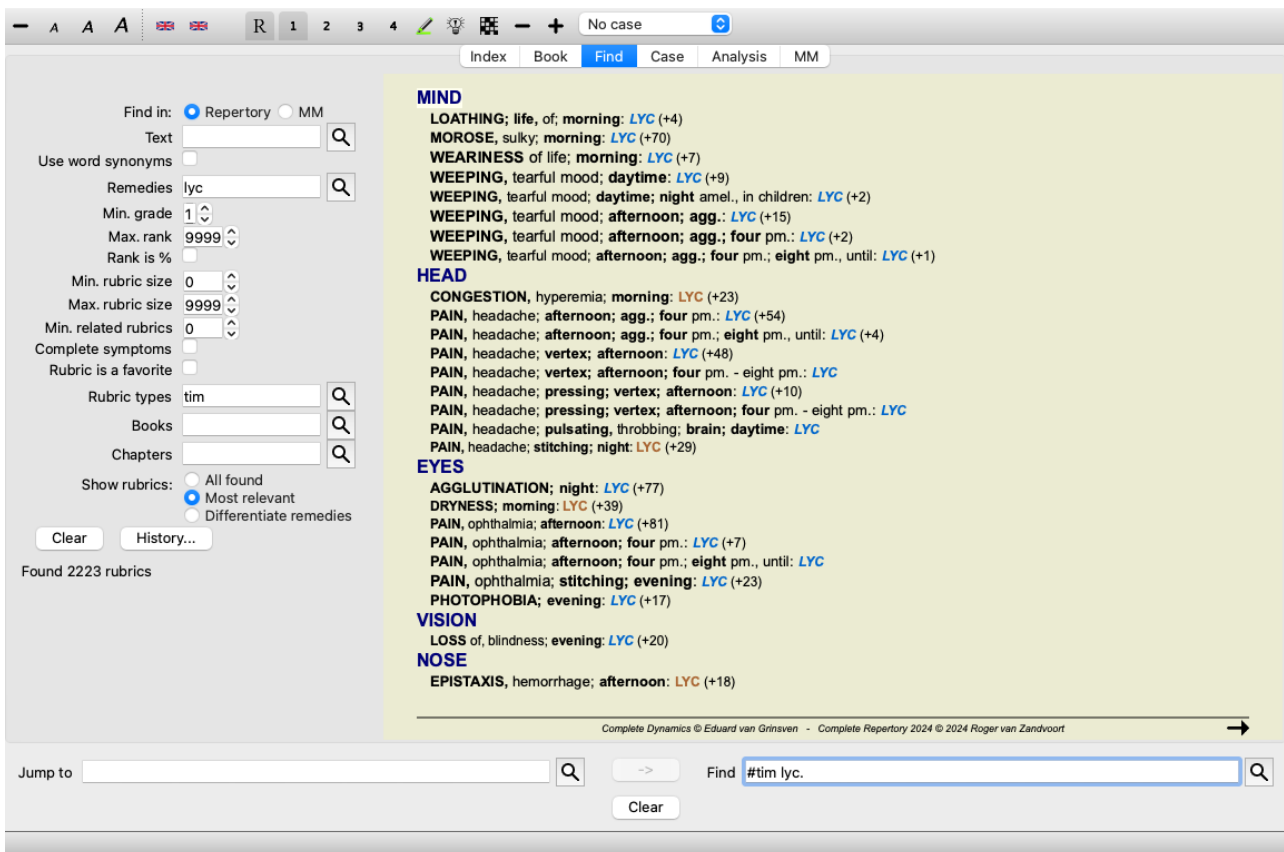 A A A R 1 2 3 4 No case
Index Book Find Case Analysis MM
Find in: Repertory MM
Text
Use word synonyms
Remedies lyc
Min. grade 1
Max. rank 9999
Rank is %
Min. rubric size 0
Max. rubric size 9999
Min. related rubrics 0
Complete symptoms
Rubric is a favorite
Rubric types tim
Books
Chapters
Show rubrics: All found
Most relevant
Differentiate remedies
Clear History...
Found 2223 rubrics
MIND
LOATHING; life, of; morning: LYC (+4)
MOROSE, sulky; morning: LYC (+70)
WEARINESS of life; morning: LYC (+7)
WEEPING, tearful mood; daytime: LYC (+9)
WEEPING, tearful mood; daytime; night amel., in children: LYC (+2)
WEEPING, tearful mood; afternoon; agg.: LYC (+15)
WEEPING, tearful mood; afternoon; agg.; four pm.: LYC (+2)
WEEPING, tearful mood; afternoon; agg.; four pm.; eight pm., until: LYC (+1)
HEAD
CONGESTION, hyperemia; morning: LYC (+23)
PAIN, headache; afternoon; agg.; four pm.: LYC (+54)
PAIN, headache; afternoon; agg.; four pm.; eight pm., until: LYC (+4)
PAIN, headache; vertex; afternoon: LYC (+48)
PAIN, headache; vertex; afternoon; four pm. - eight pm.: LYC
PAIN, headache; pressing; vertex; afternoon: LYC (+10)
PAIN, headache; pressing; vertex; afternoon; four pm. - eight pm.: LYC
PAIN, headache; pulsating, throbbing; brain; daytime: LYC
PAIN, headache; stitching; night: LYC (+29)
EYES
AGGLUTINATION; night: LYC (+77)
DRYNESS; morning: LYC (+39)
PAIN, ophthalmia; afternoon: LYC (+81)
PAIN, ophthalmia; afternoon; four pm.: LYC (+7)
PAIN, ophthalmia; afternoon; four pm.; eight pm., until: LYC
PAIN, ophthalmia; stitching; evening: LYC (+23)
PHOTOPHOBIA; evening: LYC (+17)
VISION
LOSS of, blindness; evening: LYC (+20)
NOSE
EPISTAXIS, hemorrhage; afternoon: LYC (+18)
Complete Dynamics © Eduard van Grinsven - Complete Repertory 2024 © 2024 Roger van Zandvoort
Jump to -> Find #tim lyc.
Clear